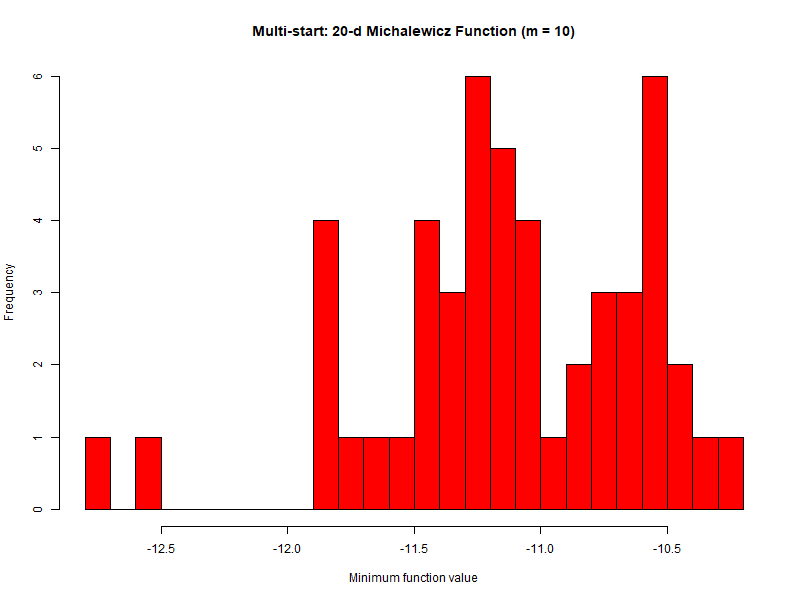 Multi-start: 20-d Michalewicz Function (m = 10)
6
5
4
3
2
1
0
Frequency
-12.5 -12.0 -11.5 -11.0 -10.5
Minimum function value